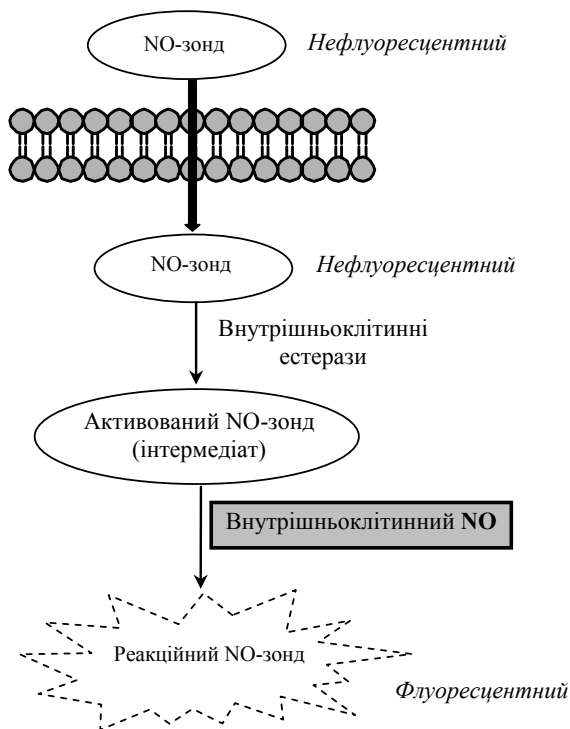 NO-зонд
Нефлуоресцентний
NO-зонд
Нефлуоресцентний
Внутрішньоклітинні
естерази
Активований NO-зонд
(інтермедіат)
Внутрішньоклітинний NO
Реакційний NO-зонд
Флуоресцентний